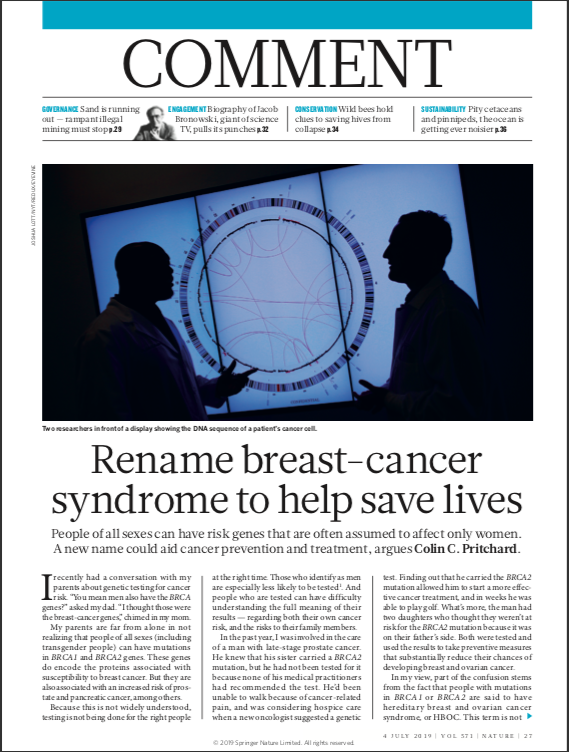 COMMENT
GOVERNANCE Sand is running
out — rampant illegal
mining must stop p.29
ENGAGEMENT Biography of Jacob
Bronowski, giant of science
TV, pulls its punches p.32
CONSERVATION Wild bees hold
clues to saving hives from
collapse p.34
SUSTAINABILITY Pity cetaceans
and pinnipeds, the ocean is
getting ever noisier p.36
JOSHUA LOTT/NYT/REDUX/EYEVINE
Two researchers in front of a display showing the DNA sequence of a patient's cancer cell.
Rename breast-cancer
syndrome to help save lives
People of all sexes can have risk genes that are often assumed to affect only women.
A new name could aid cancer prevention and treatment, argues Colin C. Pritchard.
I recently had a conversation with my
parents about genetic testing for cancer
risk. “You mean men also have the BRCA
genes?” asked my dad. “I thought those were
the breast-cancer genes,” chimed in my mom.
My parents are far from alone in not
realizing that people of all sexes (including
transgender people) can have mutations
in BRCA1 and BRCA2 genes. These genes
do encode the proteins associated with
susceptibility to breast cancer. But they are
also associated with an increased risk of pros-
tate and pancreatic cancer, among others.
Because this is not widely understood,
testing is not being done for the right people
at the right time. Those who identify as men
are especially less likely to be tested¹. And
people who are tested can have difficulty
understanding the full meaning of their
results — regarding both their own cancer
risk, and the risks to their family members.
In the past year, I was involved in the care
of a man with late-stage prostate cancer.
He knew that his sister carried a BRCA2
mutation, but he had not been tested for it
because none of his medical practitioners
had recommended the test. He'd been
unable to walk because of cancer-related
pain, and was considering hospice care
when a new oncologist suggested a genetic
test. Finding out that he carried the BRCA2
mutation allowed him to start a more effec-
tive cancer treatment, and in weeks he was
able to play golf. What's more, the man had
two daughters who thought they weren't at
risk for the BRCA2 mutation because it was
on their father's side. Both were tested and
used the results to take preventive measures
that substantially reduce their chances of
developing breast and ovarian cancer.
In my view, part of the confusion stems
from the fact that people with mutations
in BRCA1 or BRCA2 are said to have
hereditary breast and ovarian cancer
syndrome, or HBOC. This term is not
4 JULY 2019 | VOL 571 | NATURE | 27
© 2019 Springer Nature Limited. All rights reserved.